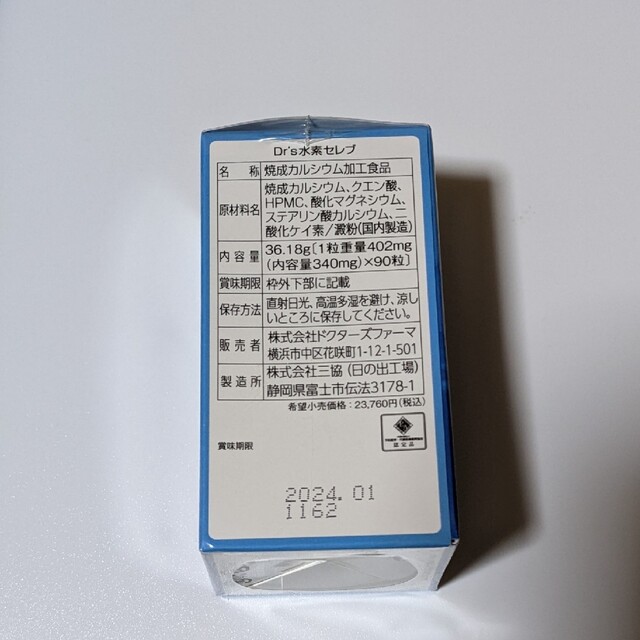 Dr's水素セレブ
名 称 焼成カルシウム加工食品
原材料名 焼成カルシウム、クエン酸、
HPMC、酸化マグネシウム、
ステアリン酸カルシウム、二
酸化ケイ素/澱粉(国内製造)
内 容 量 36.18g〔1粒重量402mg
(内容量340mg)×90粒〕
賞味期限 枠外下部に記載
保存方法 直射日光、高温多湿を避け、涼し
いところに保存してください。
販 売 者 株式会社ドクターズファーマ
横浜市中区花咲町1-12-1-501
製 造 所 株式会社三協 (日の出工場)
静岡県富士市伝法3178-1
希望小売価格:23,760円(税込)
認定品
賞味期限
2024.01
1162